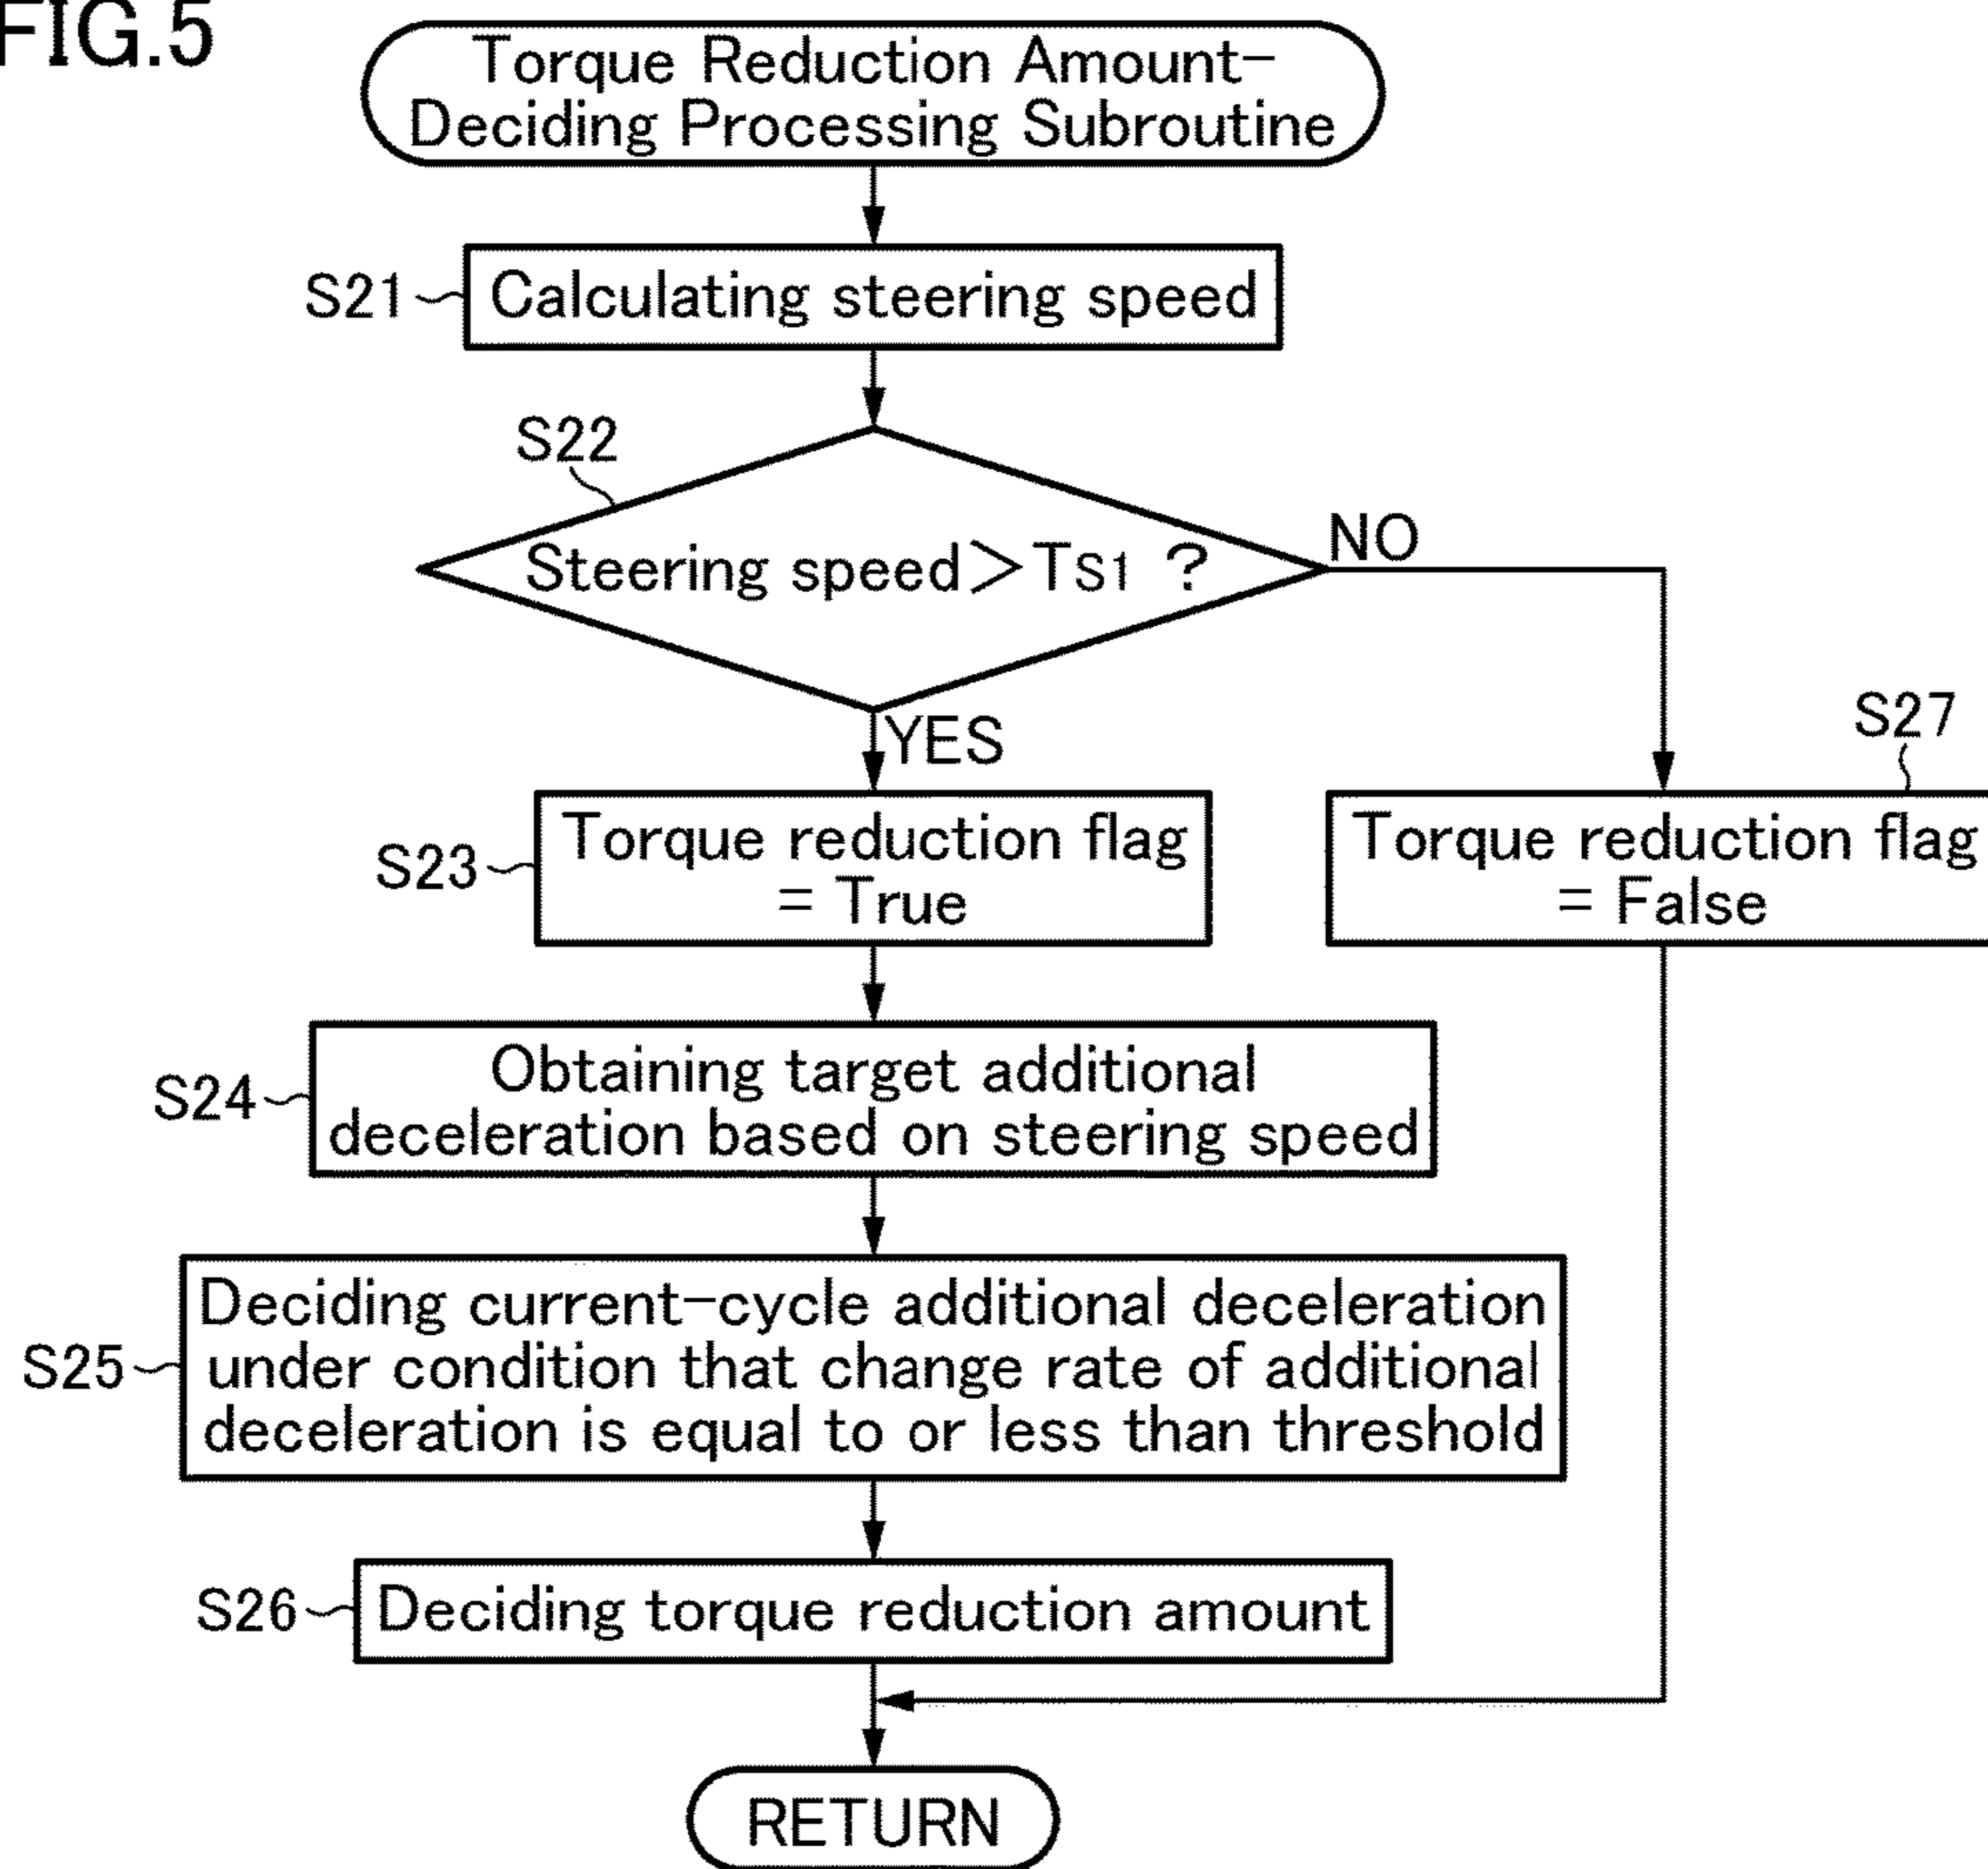 FIG.5
Torque Reduction Amount-
Deciding Processing Subroutine
S21
Calculating steering speed
S22
Steering speed>TS1 ?
NO
YES
S23
Torque reduction flag
= True
S27
Torque reduction flag
= False
S24
Obtaining target additional
deceleration based on steering speed
S25
Deciding current-cycle additional deceleration
under condition that change rate of additional
deceleration is equal to or less than threshold
S26
Deciding torque reduction amount
RETURN